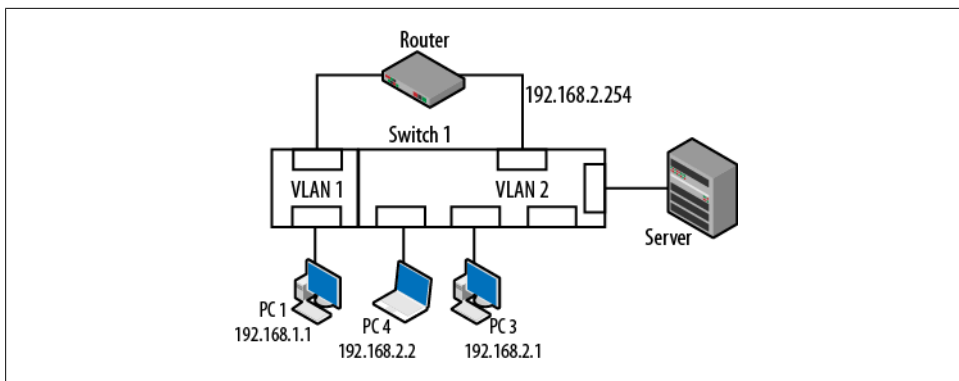 Router
192.168.2.254
Switch 1
VLAN 1
VLAN 2
Server
PC 1
192.168.1.1
PC 4
192.168.2.2
PC 3
192.168.2.1